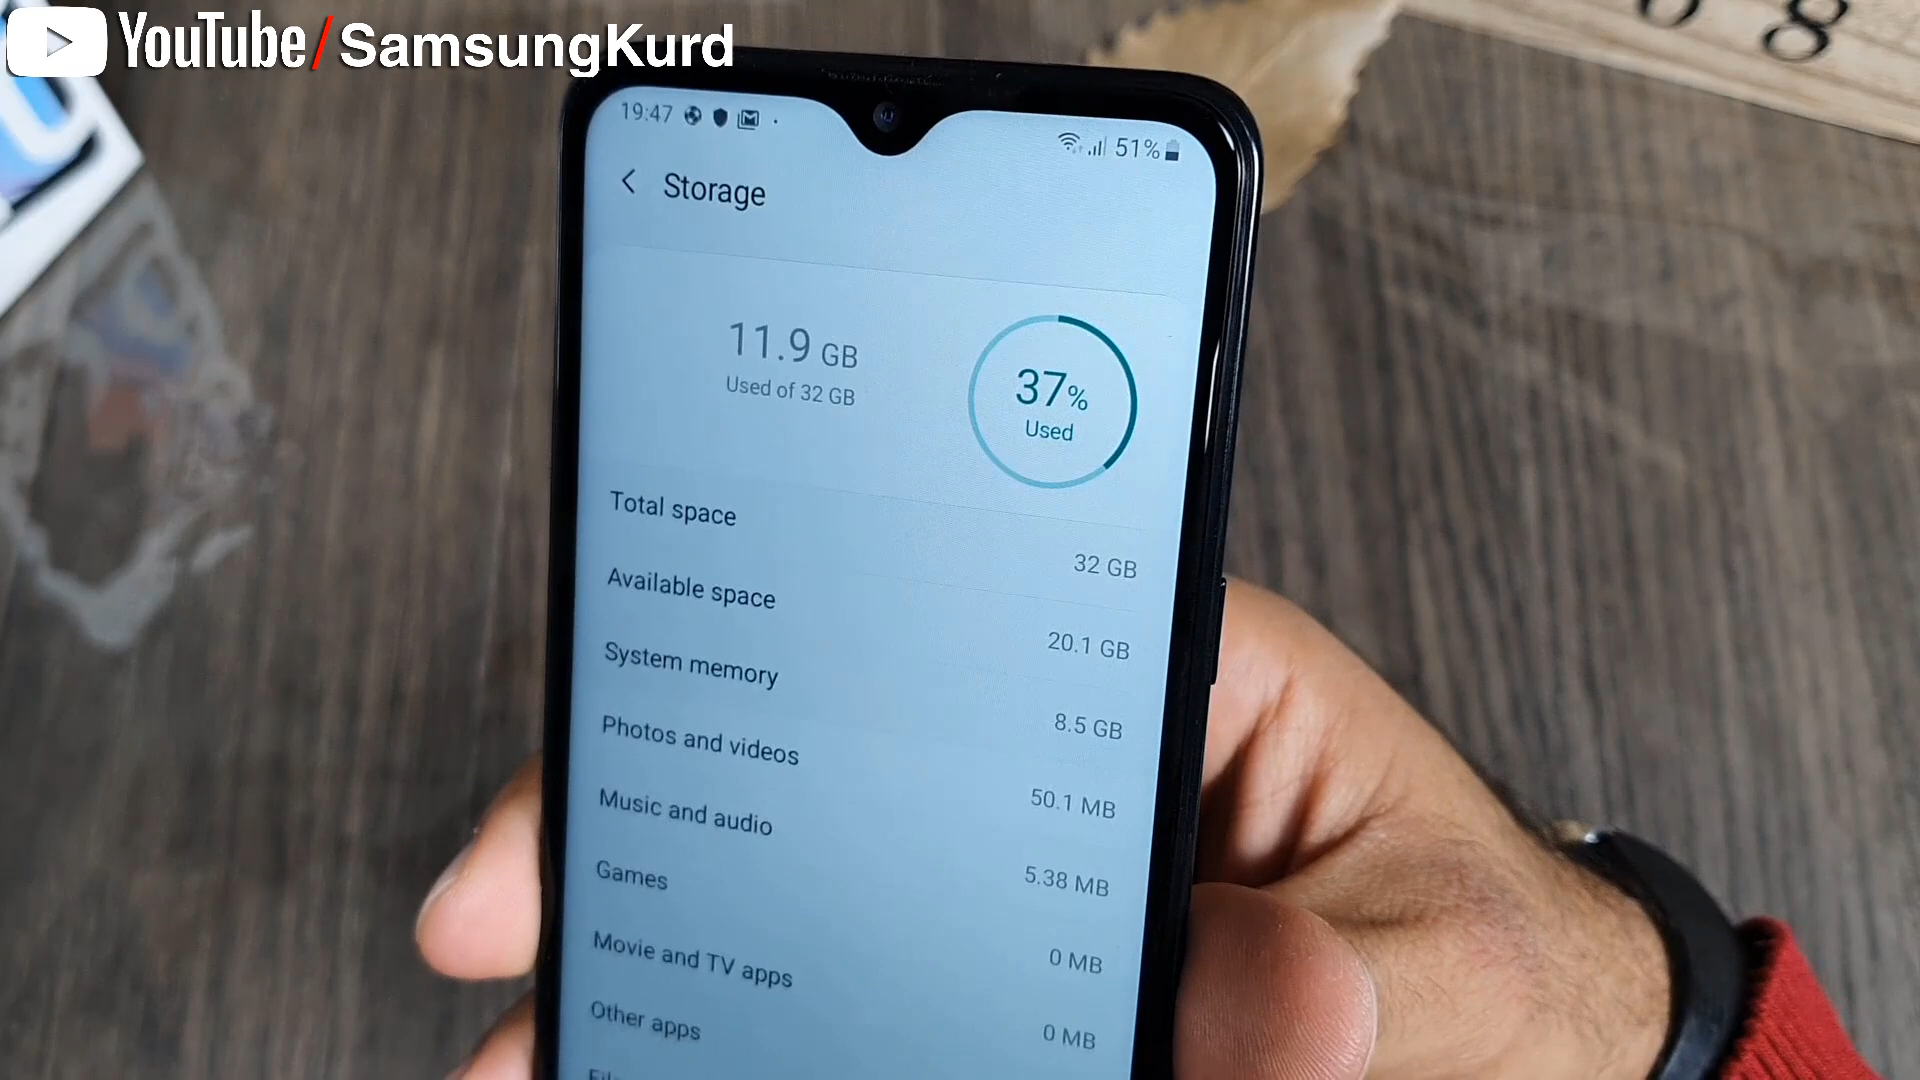 YouTube/SamsungKurd
19:47
51%
Storage
11.9 GB
Used of 32 GB
37%
Used
Total space
32 GB
Available space
20.1 GB
System memory
8.5 GB
Photos and videos
50.1 MB
Music and audio
5.38 MB
Games
0 MB
Movie and TV apps
0 MB
Other apps
8